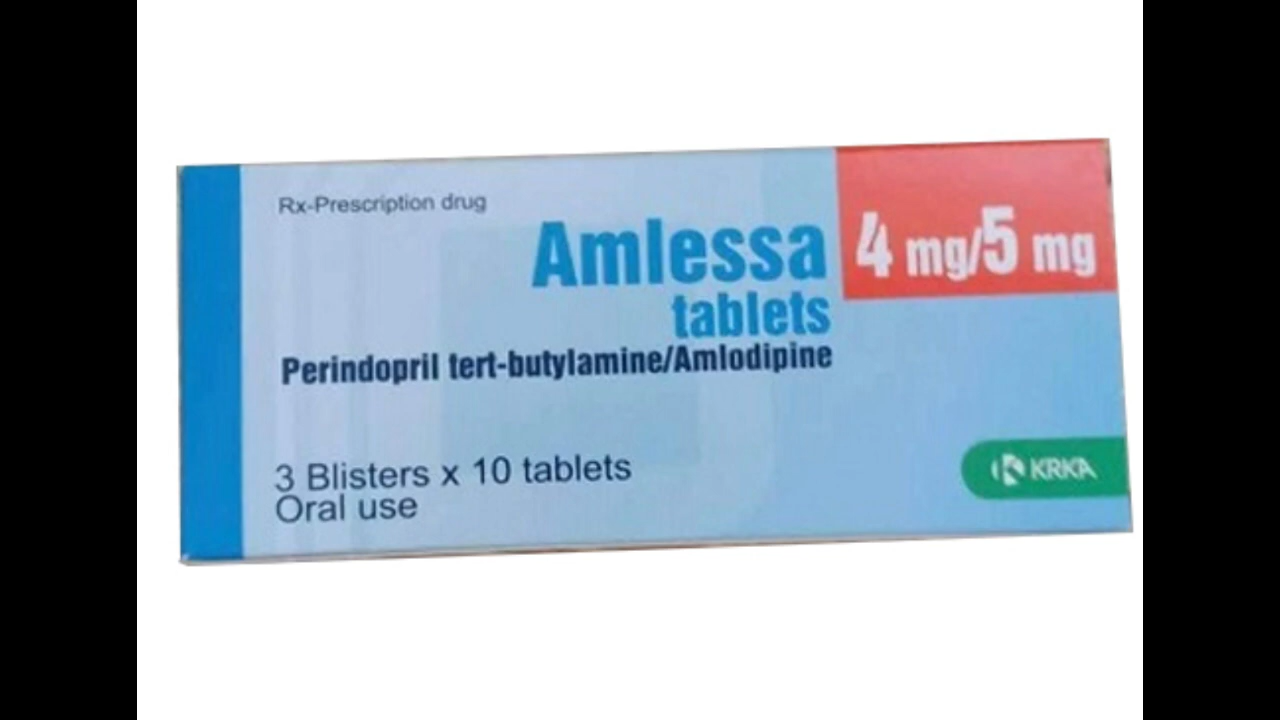 Rx-Prescription drug
Amlessa
4 mg/5 mg
tablets
Perindopril tert-butylamine/Amlodipine
3 Blisters x 10 tablets
Oral use
KRKA